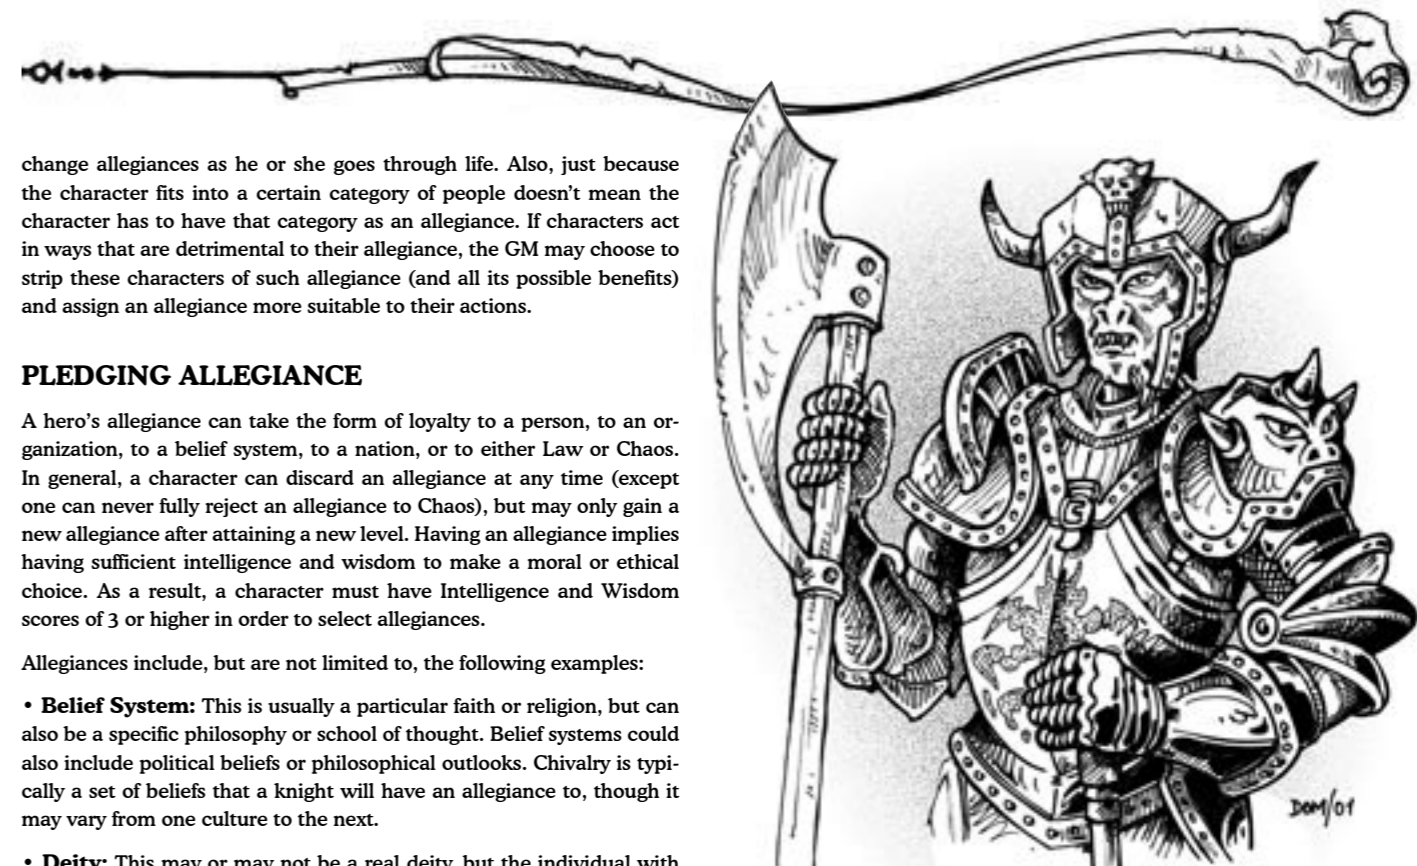 change allegiances as he or she goes through life. Also, just because
the character fits into a certain category of people doesn't mean the
character has to have that category as an allegiance. If characters act
in ways that are detrimental to their allegiance, the GM may choose to
strip these characters of such allegiance (and all its possible benefits)
and assign an allegiance more suitable to their actions.
PLEDGING ALLEGIANCE
A hero's allegiance can take the form of loyalty to a person, to an or-
ganization, to a belief system, to a nation, or to either Law or Chaos.
In general, a character can discard an allegiance at any time (except
one can never fully reject an allegiance to Chaos), but may only gain a
new allegiance after attaining a new level. Having an allegiance implies
having sufficient intelligence and wisdom to make a moral or ethical
choice. As a result, a character must have Intelligence and Wisdom
scores of 3 or higher in order to select allegiances.
Allegiances include, but are not limited to, the following examples:
• Belief System: This is usually a particular faith or religion, but can
also be a specific philosophy or school of thought. Belief systems could
also include political beliefs or philosophical outlooks. Chivalry is typi-
cally a set of beliefs that a knight will have an allegiance to, though it
may vary from one culture to the next.
• Deity: This may or may not be a real deity, but the individual with
DOM/01